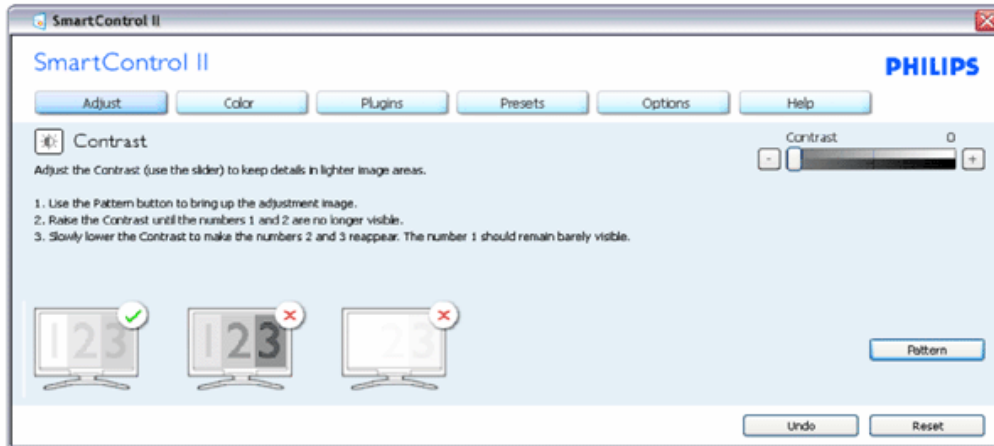 SmartControl II
SmartControl II
PHILIPS
Adjust Color Plugins Presets Options Help
Contrast
Contrast 0
Adjust the Contrast (use the slider) to keep details in lighter image areas.
- +
1. Use the Pattern button to bring up the adjustment image.
2. Raise the Contrast until the numbers 1 and 2 are no longer visible.
3. Slowly lower the Contrast to make the numbers 2 and 3 reappear. The number 1 should remain barely visible.
123 123 23
Pattern
Undo Reset